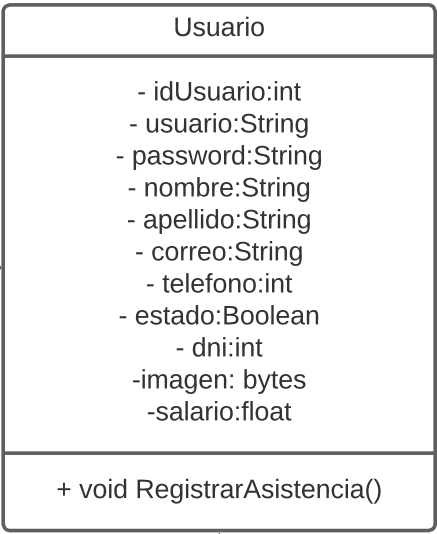 Usuario
- idUsuario:int
- usuario:String
- password:String
- nombre:String
- apellido:String
- correo:String
- telefono:int
- estado:Boolean
- dni:int
-imagen: bytes
-salario:float
+ void RegistrarAsistencia()